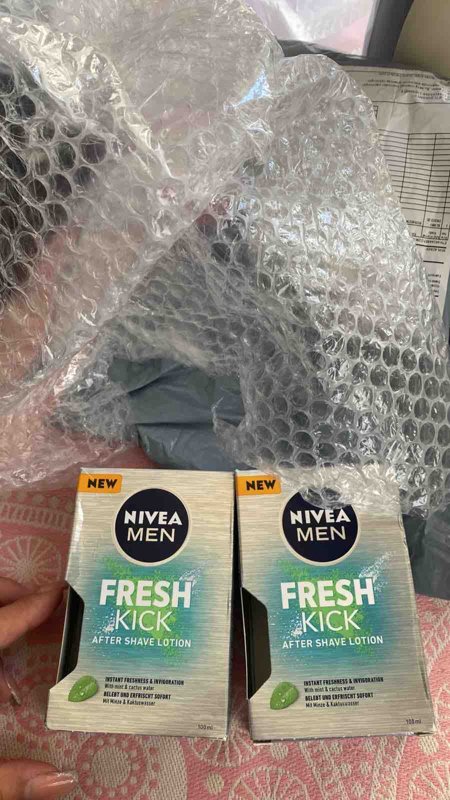 NEW
NIVEA
MEN
FRESH
KICK
AFTER SHAVE LOTION
INSTANT FRESHNESS & INVIGORATION
With mint & cactus water
BELEBT UND ERFRISCHT SOFORT
Mit Minze & Kaktuswasser
100 ml
NEW
NIVEA
MEN
FRESH
KICK
AFTER SHAVE LOTION
INSTANT FRESHNESS & INVIGORATION
With mint & cactus water
BELEBT UND ERFRISCHT SOFORT
Mit Minze & Kaktuswasser
100 ml